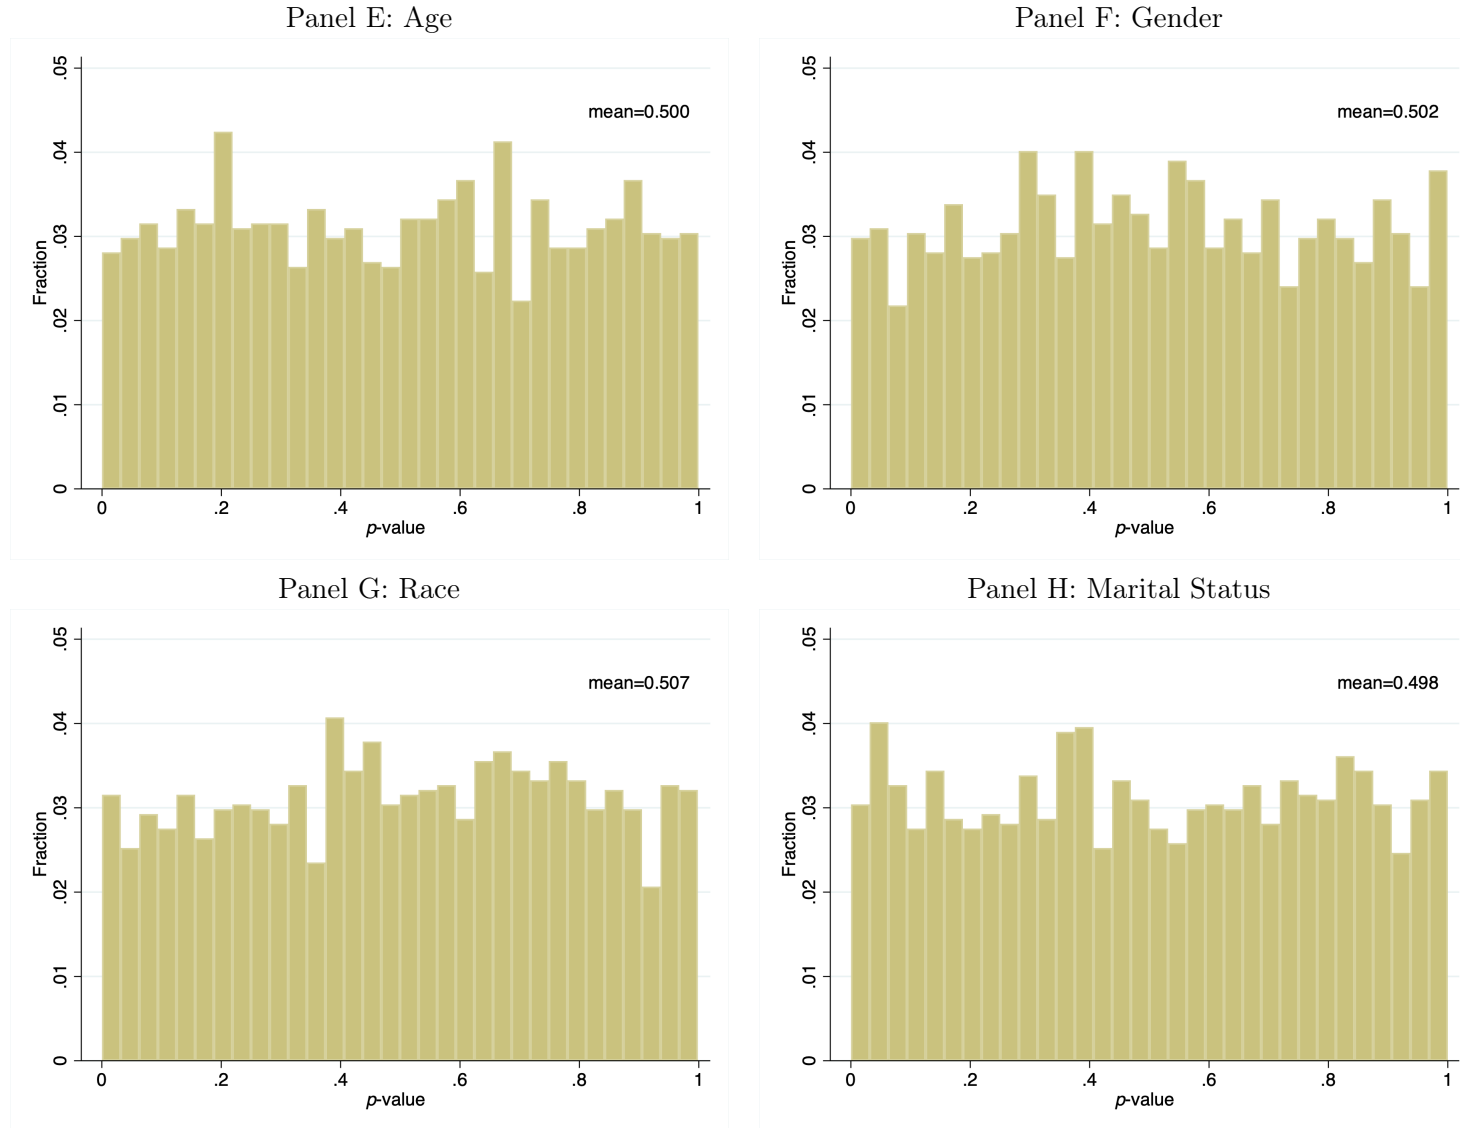 Panel E: Age
mean=0.500
Fraction
.05
.04
.03
.02
.01
0
0 .2 .4 .6 .8 1
p-value
Panel F: Gender
mean=0.502
Fraction
.05
.04
.03
.02
.01
0
0 .2 .4 .6 .8 1
p-value
Panel G: Race
mean=0.507
Fraction
.05
.04
.03
.02
.01
0
0 .2 .4 .6 .8 1
p-value
Panel H: Marital Status
mean=0.498
Fraction
.05
.04
.03
.02
.01
0
0 .2 .4 .6 .8 1
p-value